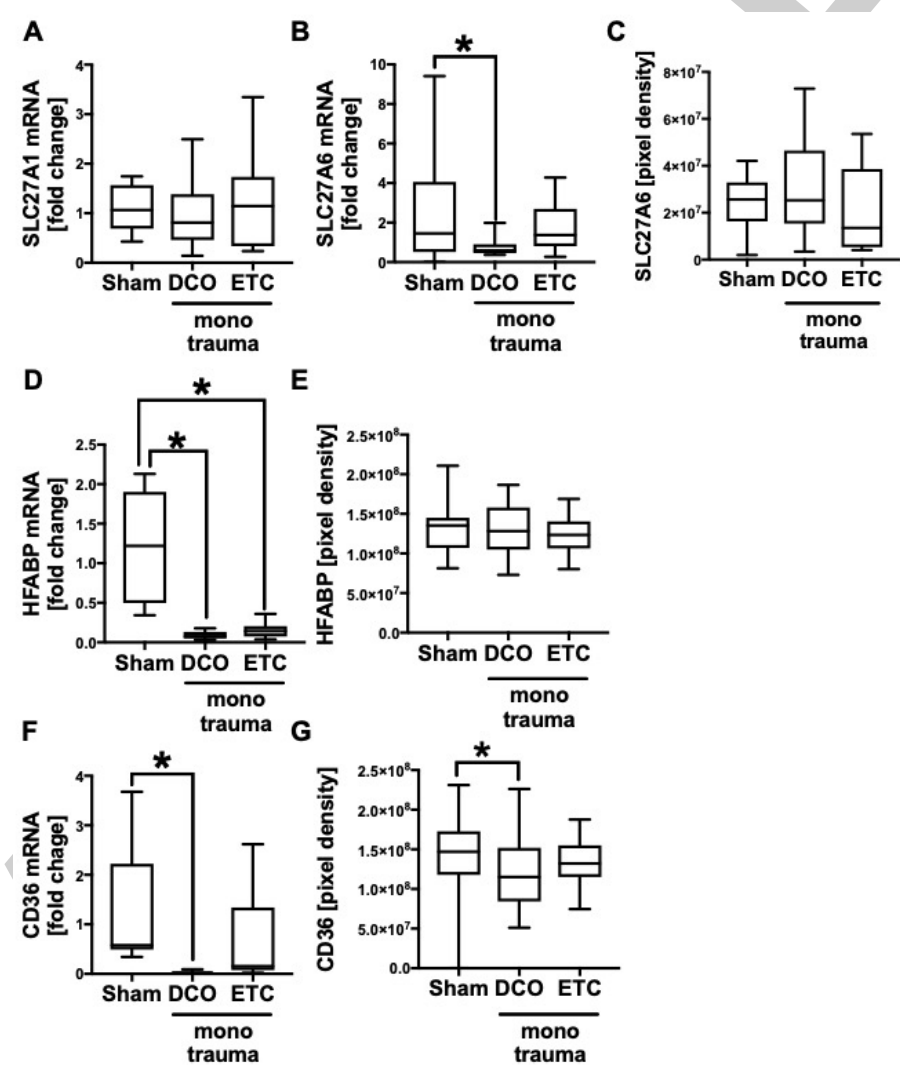 A
SLC27A1 mRNA
[fold change]
4
3
2
1
0
Sham DCO ETC
mono
trauma
B
SLC27A6 mRNA
[fold change]
*
10
8
6
4
2
0
Sham DCO ETC
mono
trauma
C
SLC27A6 [pixel density]
8×10⁷
6×10⁷
4×10⁷
2×10⁷
0
Sham DCO ETC
mono
trauma
D
HFABP mRNA
[fold change]
*
*
2.5
2.0
1.5
1.0
0.5
0.0
Sham DCO ETC
mono
trauma
E
HFABP [pixel density]
2.5×10⁸
2.0×10⁸
1.5×10⁸
1.0×10⁸
5.0×10⁷
0.0
Sham DCO ETC
mono
trauma
F
CD36 mRNA
[fold chage]
*
4
3
2
1
0
Sham DCO ETC
mono
trauma
G
CD36 [pixel density]
*
2.5×10⁸
2.0×10⁸
1.5×10⁸
1.0×10⁸
5.0×10⁷
0.0
Sham DCO ETC
mono
trauma